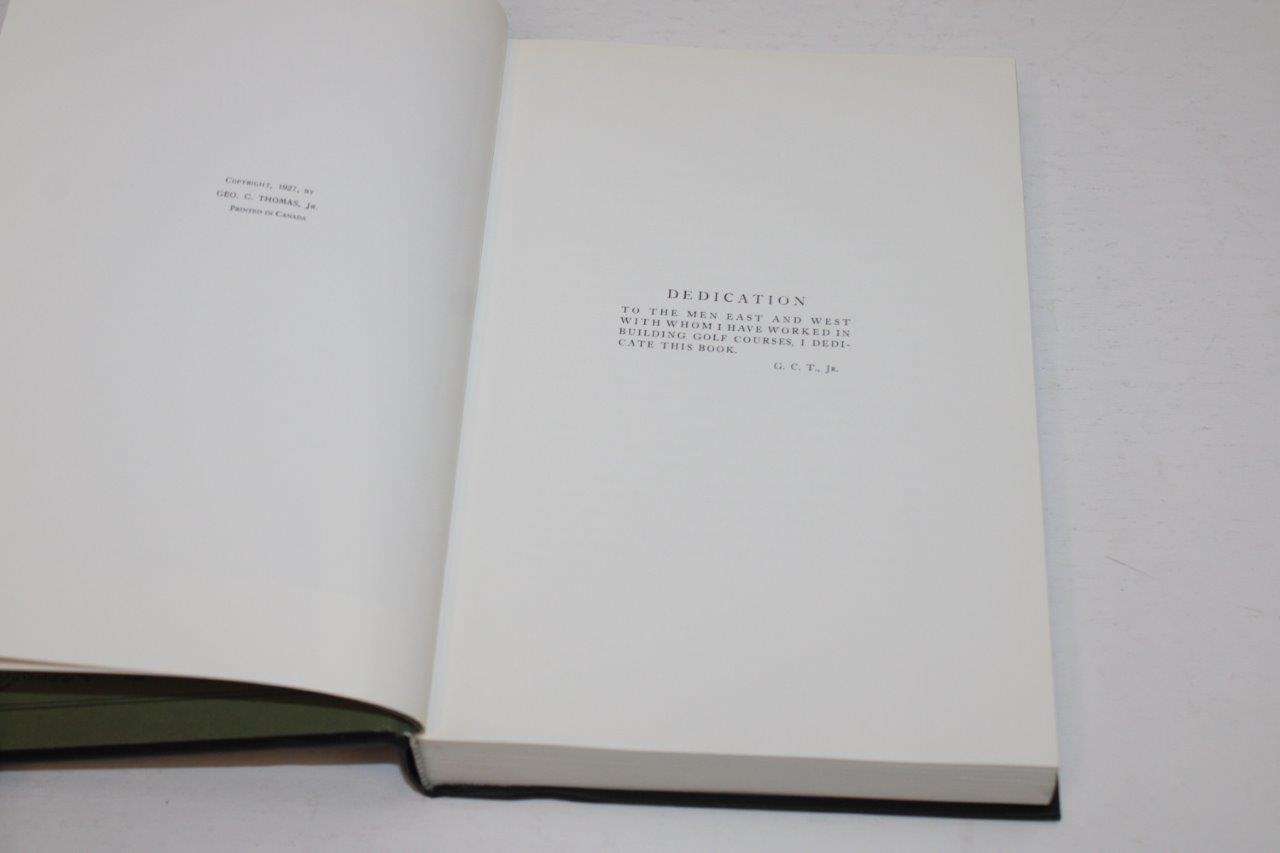 Copyright, 1927, by
GEO. C. THOMAS, Jr.
Printed in Canada
DEDICATION
TO THE MEN EAST AND WEST
WITH WHOM I HAVE WORKED IN
BUILDING GOLF COURSES, I DEDI-
CATE THIS BOOK.
G. C. T., Jr.